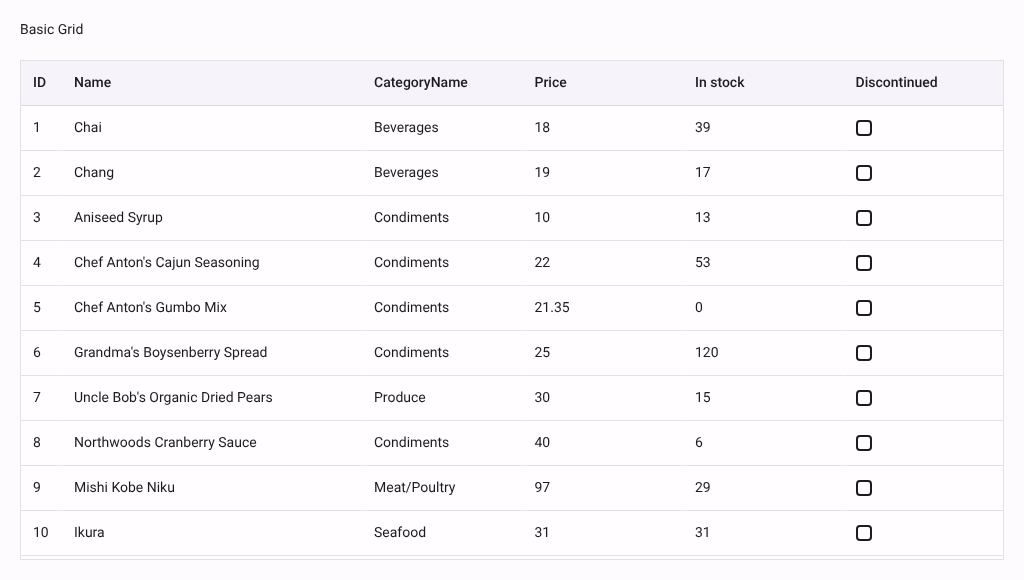 Basic Grid
ID Name CategoryName Price In stock Discontinued
1 Chai Beverages 18 39
2 Chang Beverages 19 17
3 Aniseed Syrup Condiments 10 13
4 Chef Anton's Cajun Seasoning Condiments 22 53
5 Chef Anton's Gumbo Mix Condiments 21.35 0
6 Grandma's Boysenberry Spread Condiments 25 120
7 Uncle Bob's Organic Dried Pears Produce 30 15
8 Northwoods Cranberry Sauce Condiments 40 6
9 Mishi Kobe Niku Meat/Poultry 97 29
10 Ikura Seafood 31 31